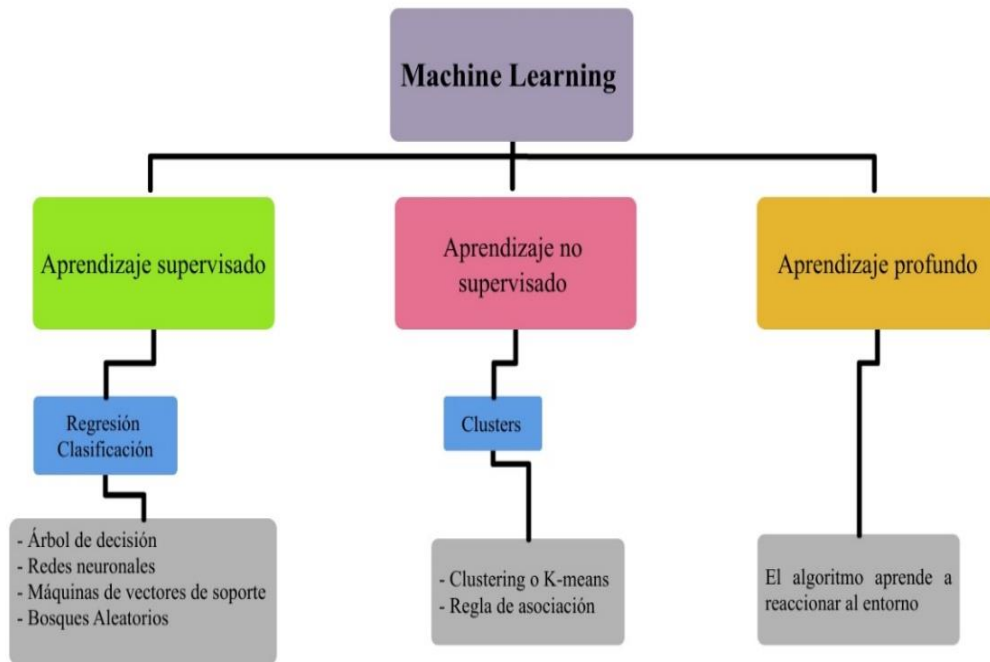 Machine Learning
Aprendizaje supervisado
Aprendizaje no
supervisado
Aprendizaje profundo
Regresión
Clasificación
Clusters
- Árbol de decisión
- Redes neuronales
- Máquinas de vectores de soporte
- Bosques Aleatorios
- Clustering o K-means
- Regla de asociación
El algoritmo aprende a
reaccionar al entorno